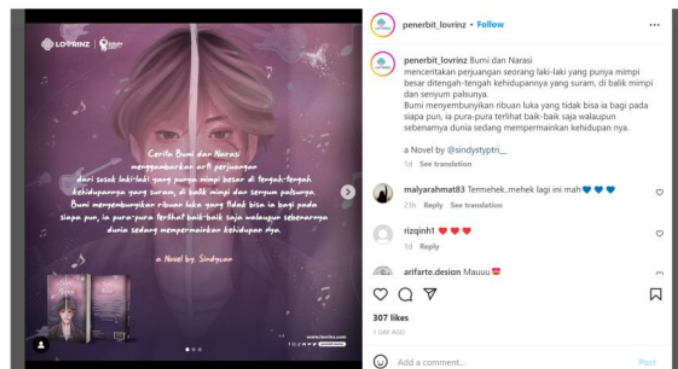 LOVRINZ
Cerita Bumi dan Narasi
menggambarkan arti perjuangan
dari sosok laki-laki yang punya mimpi besar di tengah-tengah
kehidupannya yang suram, di balik mimpi dan senyum palsunya.
Bumi menyembunyikan ribuan luka yang tidak bisa ia bagi pada
siapa pun, ia pura-pura terlihat baik-baik saja walaupun sebenarnya
dunia sedang mempermainkan kehidupan nya.
a Novel by. Sindycan
www.lovrinz.com
penerbit_lovrinz • Follow
penerbit_lovrinz Bumi dan Narasi
menceritakan perjuangan seorang laki-laki yang punya mimpi
besar ditengah-tengah kehidupannya yang suram, di balik mimpi
dan senyum palsunya.
Bumi menyembunyikan ribuan luka yang tidak bisa ia bagi pada
siapa pun, ia pura-pura terlihat baik-baik saja walaupun
sebenarnya dunia sedang mempermainkan kehidupan nya.
a Novel by @sindystyptri__
1d See translation
malyarahmat83 Termehek..mehek lagi ini mah💙💙💙
23h Reply See translation
rizqinh1 ❤️❤️❤️
1d Reply
arifarte.design Mauuu😍
307 likes
1 DAY AGO
Add a comment...
Post